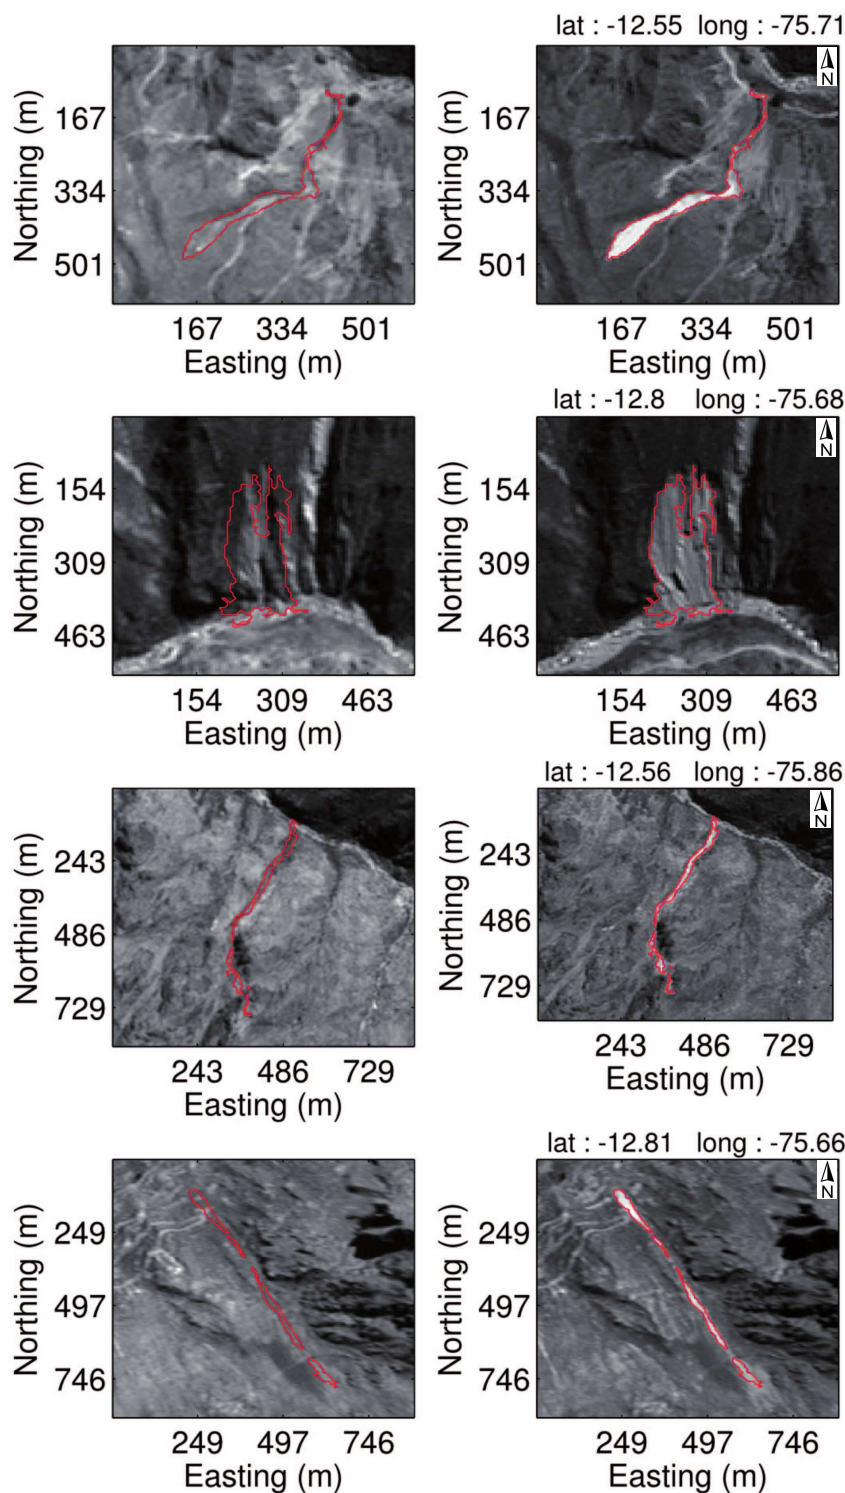 lat : -12.55 long : -75.71
N
Northing (m)
167
334
501
167 334 501
Easting (m)
Northing (m)
167
334
501
167 334 501
Easting (m)
lat : -12.8 long : -75.68
N
Northing (m)
154
309
463
154 309 463
Easting (m)
Northing (m)
154
309
463
154 309 463
Easting (m)
lat : -12.56 long : -75.86
N
Northing (m)
243
486
729
243 486 729
Easting (m)
Northing (m)
243
486
729
243 486 729
Easting (m)
lat : -12.81 long : -75.66
N
Northing (m)
249
497
746
249 497 746
Easting (m)
Northing (m)
249
497
746
249 497 746
Easting (m)